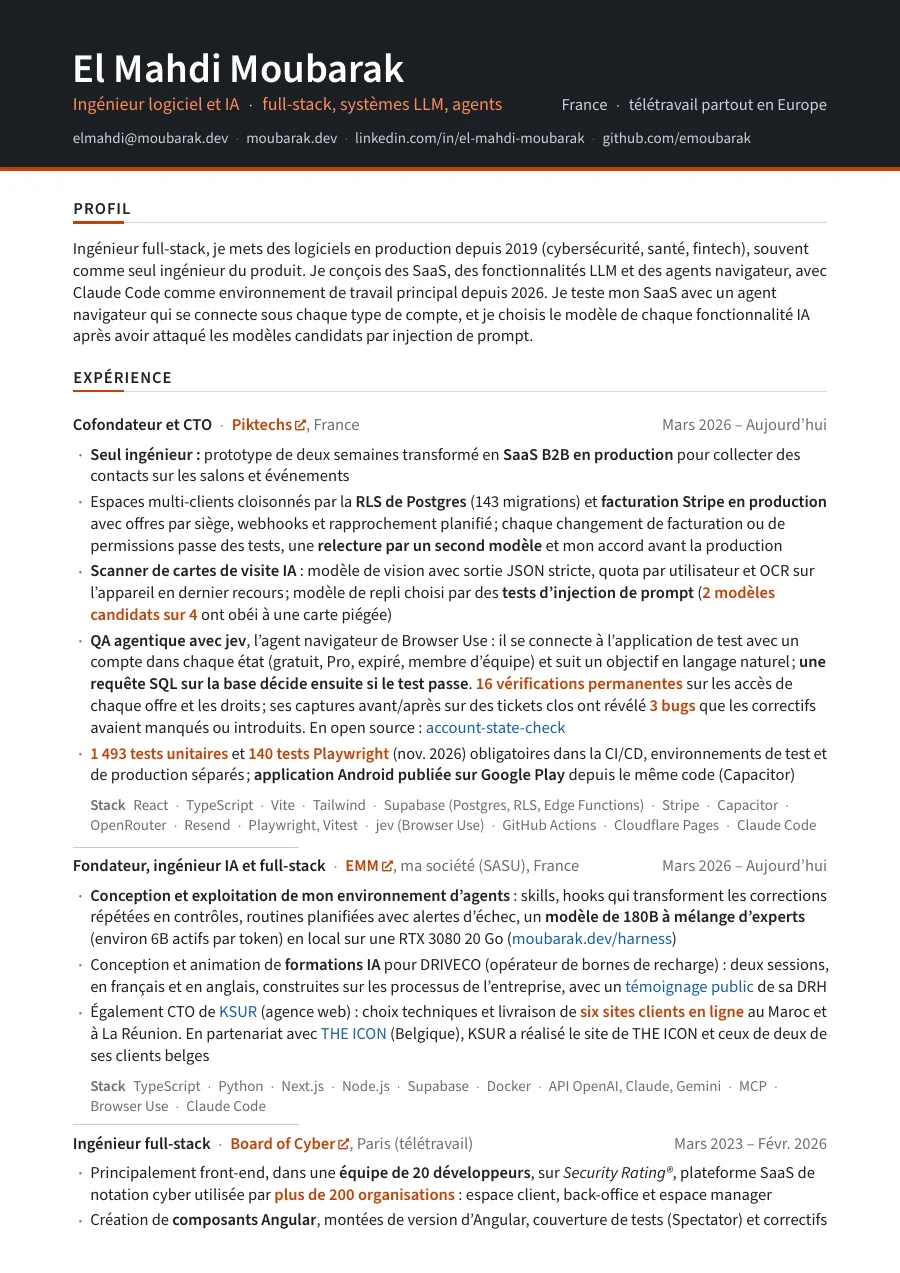 El Mahdi Moubarak
Ingénieur logiciel et IA · full-stack, systèmes LLM, agents France · télétravail partout en Europe
elmahdi@moubarak.dev · moubarak.dev · linkedin.com/in/el-mahdi-moubarak · github.com/emoubarak
PROFIL
Ingénieur full-stack, je mets des logiciels en production depuis 2019 (cybersécurité, santé, fintech), souvent
comme seul ingénieur du produit. Je conçois des SaaS, des fonctionnalités LLM et des agents navigateur, avec
Claude Code comme environnement de travail principal depuis 2026. Je teste mon SaaS avec un agent
navigateur qui se connecte sous chaque type de compte, et je choisis le modèle de chaque fonctionnalité IA
après avoir attaqué les modèles candidats par injection de prompt.
EXPÉRIENCE
Cofondateur et CTO · Piktechs, France Mars 2026 – Aujourd’hui
· Seul ingénieur : prototype de deux semaines transformé en SaaS B2B en production pour collecter des
contacts sur les salons et événements
· Espaces multi-clients cloisonnés par la RLS de Postgres (143 migrations) et facturation Stripe en production
avec offres par siège, webhooks et rapprochement planifié ; chaque changement de facturation ou de
permissions passe des tests, une relecture par un second modèle et mon accord avant la production
· Scanner de cartes de visite IA : modèle de vision avec sortie JSON stricte, quota par utilisateur et OCR sur
l’appareil en dernier recours ; modèle de repli choisi par des tests d’injection de prompt (2 modèles
candidats sur 4 ont obéi à une carte piégée)
· QA agentique avec jev, l’agent navigateur de Browser Use : il se connecte à l’application de test avec un
compte dans chaque état (gratuit, Pro, expiré, membre d’équipe) et suit un objectif en langage naturel ; une
requête SQL sur la base décide ensuite si le test passe. 16 vérifications permanentes sur les accès de
chaque offre et les droits ; ses captures avant/après sur des tickets clos ont révélé 3 bugs que les correctifs
avaient manqués ou introduits. En open source : account-state-check
· 1 493 tests unitaires et 140 tests Playwright (nov. 2026) obligatoires dans la CI/CD, environnements de test et
de production séparés ; application Android publiée sur Google Play depuis le même code (Capacitor)
Stack React · TypeScript · Vite · Tailwind · Supabase (Postgres, RLS, Edge Functions) · Stripe · Capacitor ·
OpenRouter · Resend · Playwright, Vitest · jev (Browser Use) · GitHub Actions · Cloudflare Pages · Claude Code
Fondateur, ingénieur IA et full-stack · EMM, ma société (SASU), France Mars 2026 – Aujourd’hui
· Conception et exploitation de mon environnement d’agents : skills, hooks qui transforment les corrections
répétées en contrôles, routines planifiées avec alertes d’échec, un modèle de 180B à mélange d’experts
(environ 6B actifs par token) en local sur une RTX 3080 20 Go (moubarak.dev/harness)
· Conception et animation de formations IA pour DRIVECO (opérateur de bornes de recharge) : deux sessions,
en français et en anglais, construites sur les processus de l’entreprise, avec un témoignage public de sa DRH
· Également CTO de KSUR (agence web) : choix techniques et livraison de six sites clients en ligne au Maroc et
à La Réunion. En partenariat avec THE ICON (Belgique), KSUR a réalisé le site de THE ICON et ceux de deux de
ses clients belges
Stack TypeScript · Python · Next.js · Node.js · Supabase · Docker · API OpenAI, Claude, Gemini · MCP ·
Browser Use · Claude Code
Ingénieur full-stack · Board of Cyber, Paris (télétravail) Mars 2023 – Févr. 2026
· Principalement front-end, dans une équipe de 20 développeurs, sur Security Rating®, plateforme SaaS de
notation cyber utilisée par plus de 200 organisations : espace client, back-office et espace manager
· Création de composants Angular, montées de version d’Angular, couverture de tests (Spectator) et correctifs